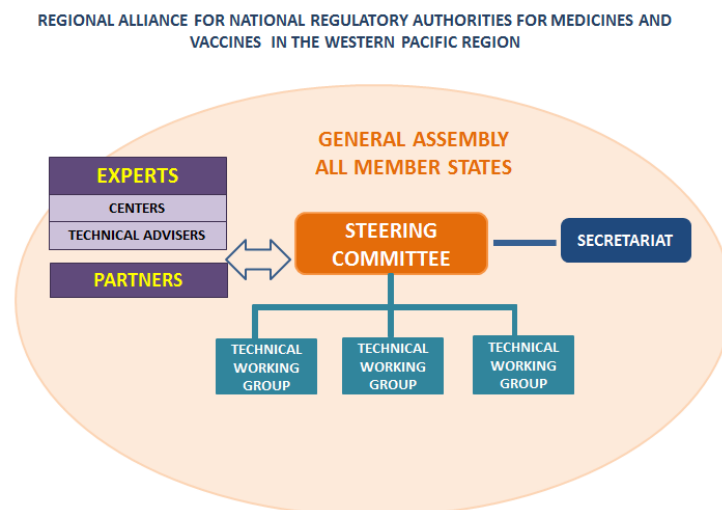 REGIONAL ALLIANCE FOR NATIONAL REGULATORY AUTHORITIES FOR MEDICINES AND
VACCINES IN THE WESTERN PACIFIC REGION
GENERAL ASSEMBLY
ALL MEMBER STATES
EXPERTS
CENTERS
TECHNICAL ADVISERS
PARTNERS
STEERING
COMMITTEE
SECRETARIAT
TECHNICAL
WORKING
GROUP
TECHNICAL
WORKING
GROUP
TECHNICAL
WORKING
GROUP